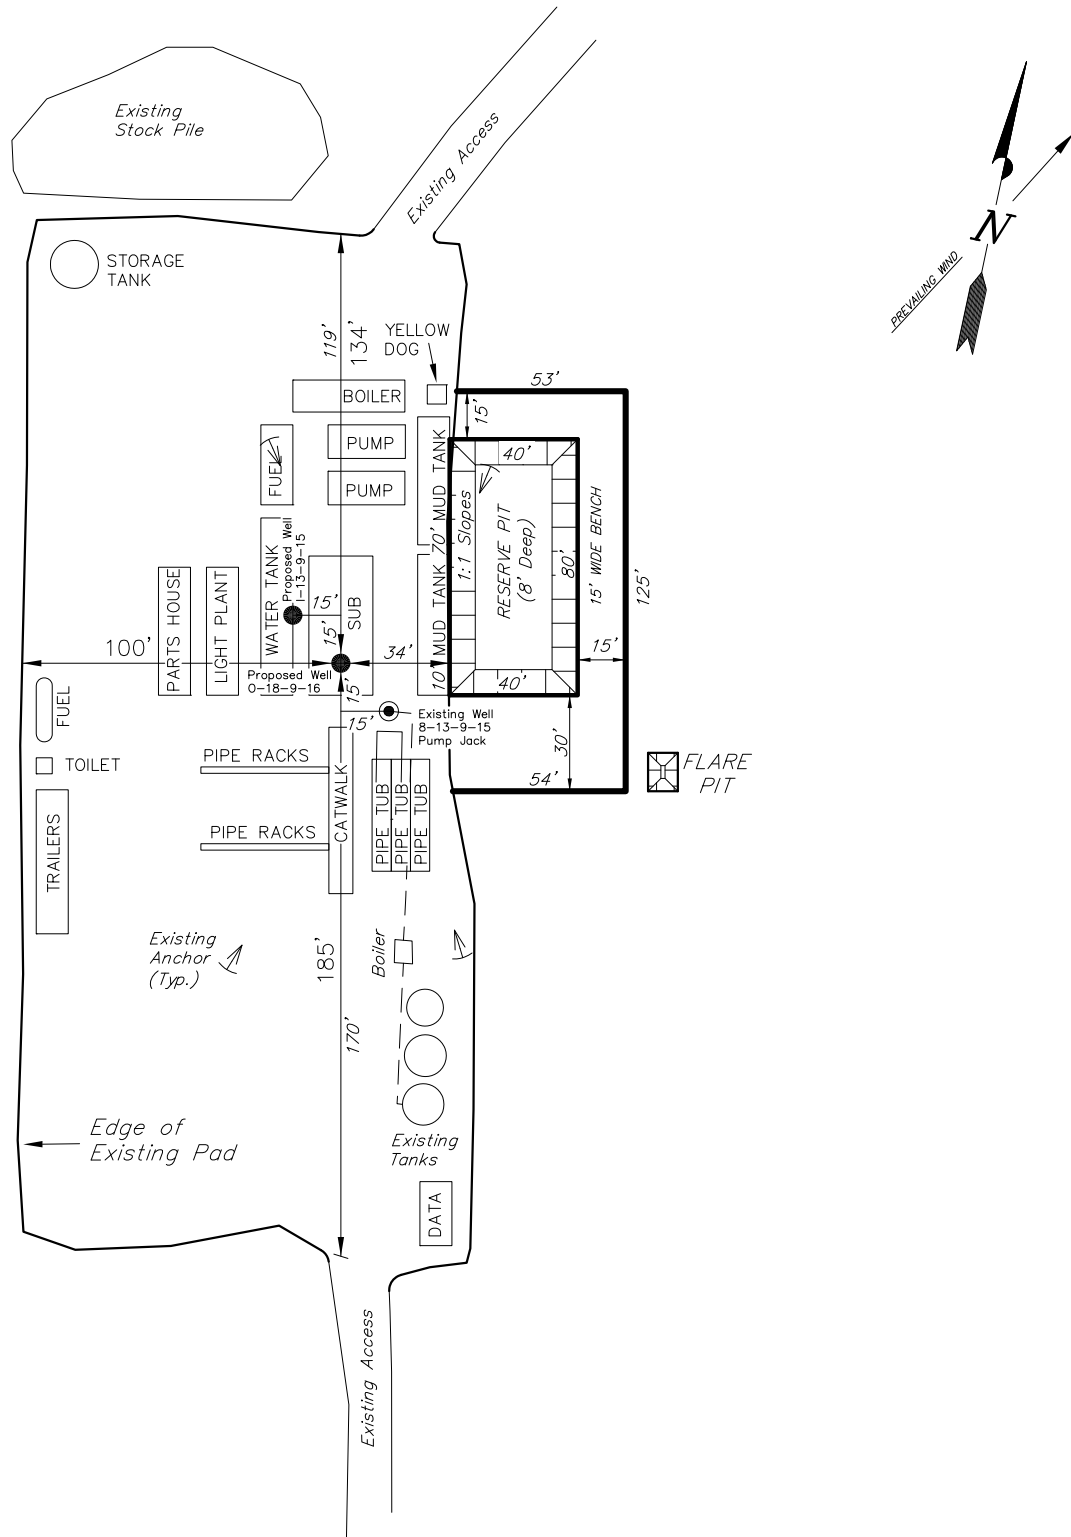 Existing
Stock Pile
Existing Access
N
PREVAILING WIND
STORAGE
TANK
119'
134'
YELLOW
DOG
53'
BOILER
15'
PUMP
FUEL
PUMP
MUD TANK
40'
1:1 Slopes
RESERVE PIT
(8' Deep)
80'
15' WIDE BENCH
125'
70'
Proposed Well
I-13-9-15
WATER TANK
PARTS HOUSE
LIGHT PLANT
15'
SUB
15'
MUD TANK
100'
34'
15'
Proposed Well
O-18-9-16
15'
10'
40'
FUEL
15'
Existing Well
8-13-9-15
Pump Jack
30'
TOILET
PIPE RACKS
CATWALK
PIPE TUB
PIPE TUB
PIPE TUB
54'
FLARE
PIT
TRAILERS
PIPE RACKS
Existing
Anchor
(Typ.)
185'
Boiler
170'
Edge of
Existing Pad
Existing
Tanks
DATA
Existing Access